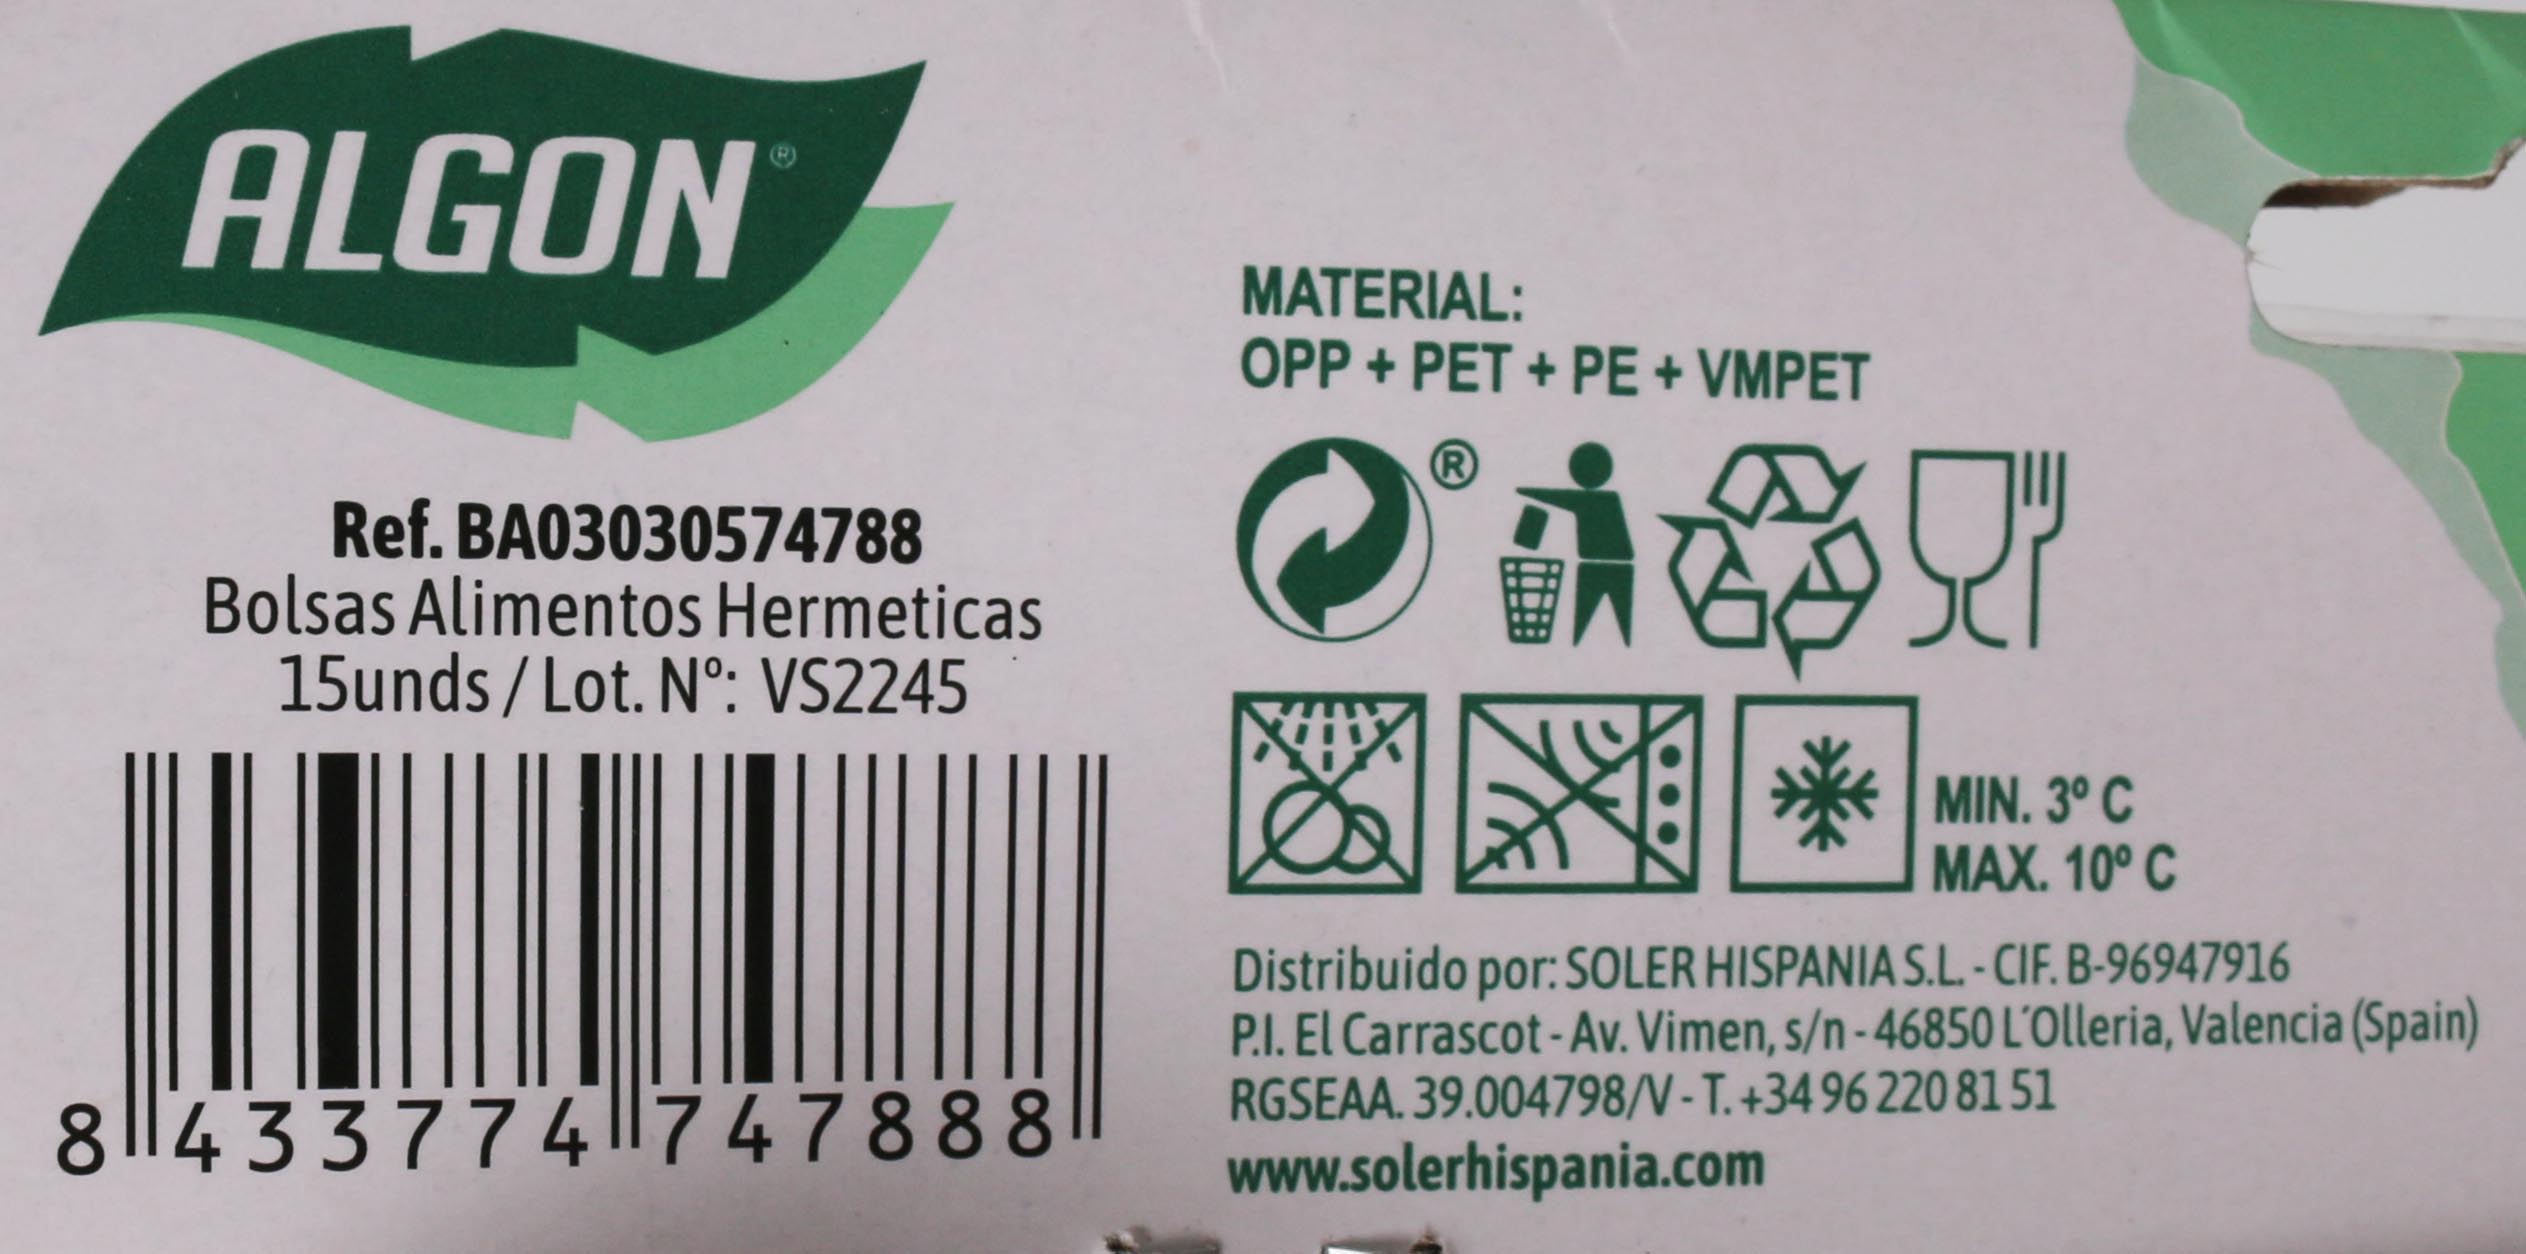 ALGON®
Ref. BA03030574788
Bolsas Alimentos Hermeticas
15unds / Lot. Nº: VS2245
8 433774 747888
MATERIAL:
OPP + PET + PE + VMPET
®
MIN. 3º C
MAX. 10º C
Distribuido por: SOLER HISPANIA S.L. - CIF. B-96947916
P.I. El Carrascot - Av. Vimen, s/n - 46850 L´Olleria, Valencia (Spain)
RGSEAA. 39.004798/V - T. +34 96 220 81 51
www.solerhispania.com